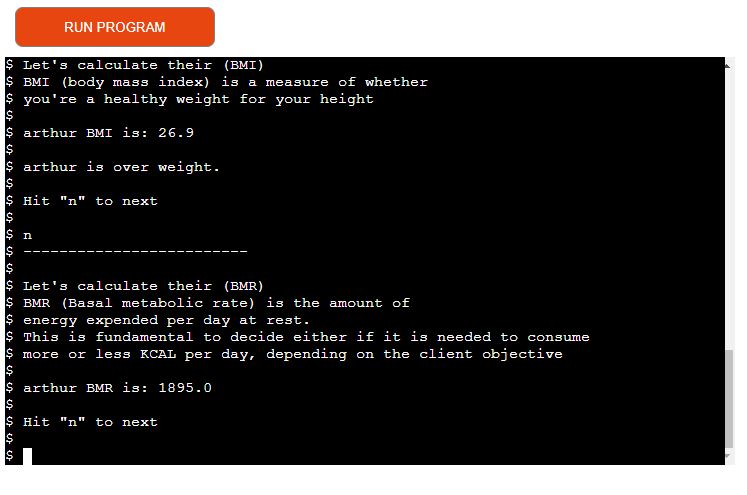 RUN PROGRAM
$ Let's calculate their (BMI)
$ BMI (body mass index) is a measure of whether
$ you're a healthy weight for your height
$
$ arthur BMI is: 26.9
$
$ arthur is over weight.
$
$ Hit "n" to next
$
$ n
$ -------------------------
$
$ Let's calculate their (BMR)
$ BMR (Basal metabolic rate) is the amount of
$ energy expended per day at rest.
$ This is fundamental to decide either if it is needed to consume
$ more or less KCAL per day, depending on the client objective
$
$ arthur BMR is: 1895.0
$
$ Hit "n" to next
$
$